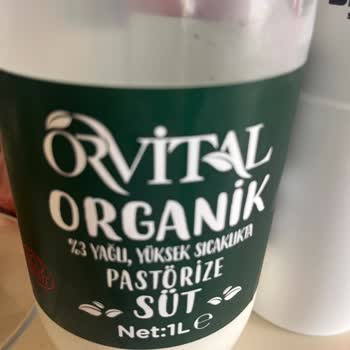 ORVİTAL
ORGANİK
%3 YAĞLI, YÜKSEK SICAKLIKTA
PASTÖRİZE
SÜT
Net:1L e